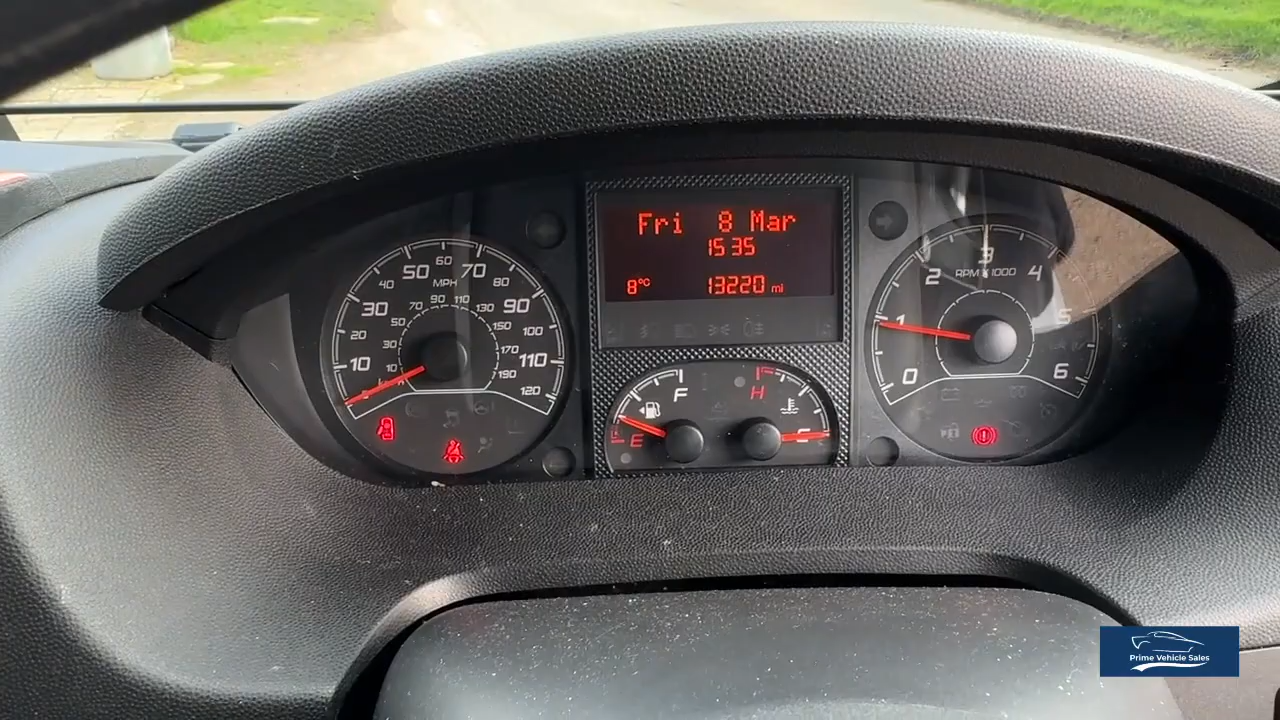 Fri 8 Mar
15 35
8°C 13220 mi
10 20 30 40 50 60 70 80 90 100 110 120
MPH
10 30 50 70 90 110 130 150 170 190
F
E
H
C
0 1 2 3 4 5 6
RPM X 1000
Prime Vehicle Sales